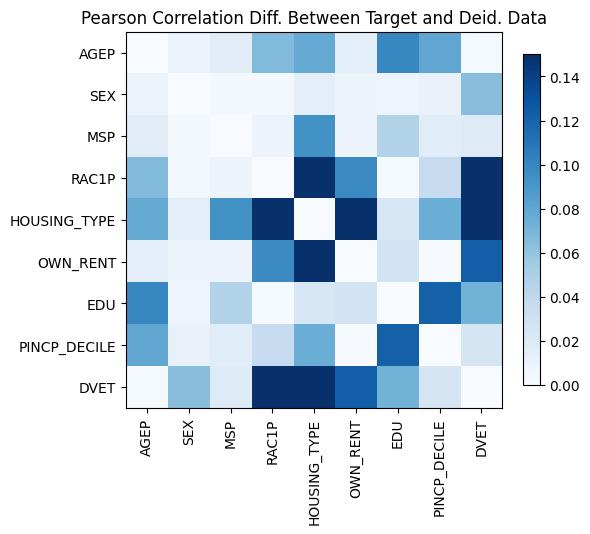 Pearson Correlation Diff. Between Target and Deid. Data
AGEP
SEX
MSP
RAC1P
HOUSING_TYPE
OWN_RENT
EDU
PINCP_DECILE
DVET
AGEP
SEX
MSP
RAC1P
HOUSING_TYPE
OWN_RENT
EDU
PINCP_DECILE
DVET
0.14
0.12
0.10
0.08
0.06
0.04
0.02
0.00